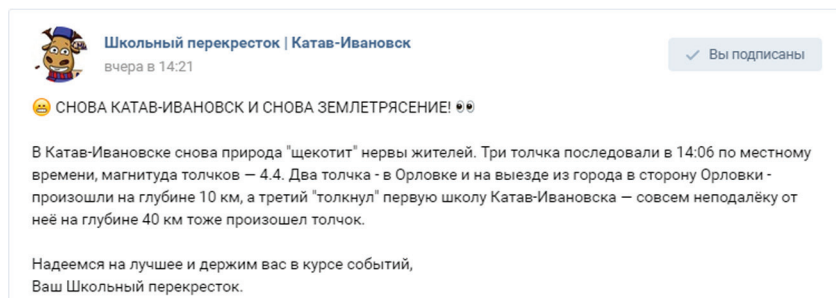 Школьный перекресток | Катав-Ивановск
вчера в 14:21
Вы подписаны
😬 СНОВА КАТАВ-ИВАНОВСК И СНОВА ЗЕМЛЕТРЯСЕНИЕ! 👀
В Катав-Ивановске снова природа "щекотит" нервы жителей. Три толчка последовали в 14:06 по местному
времени, магнитуда толчков — 4.4. Два толчка - в Орловке и на выезде из города в сторону Орловки -
произошли на глубине 10 км, а третий "толкнул" первую школу Катав-Ивановска — совсем неподалёку от
неё на глубине 40 км тоже произошел толчок.
Надеемся на лучшее и держим вас в курсе событий,
Ваш Школьный перекресток.